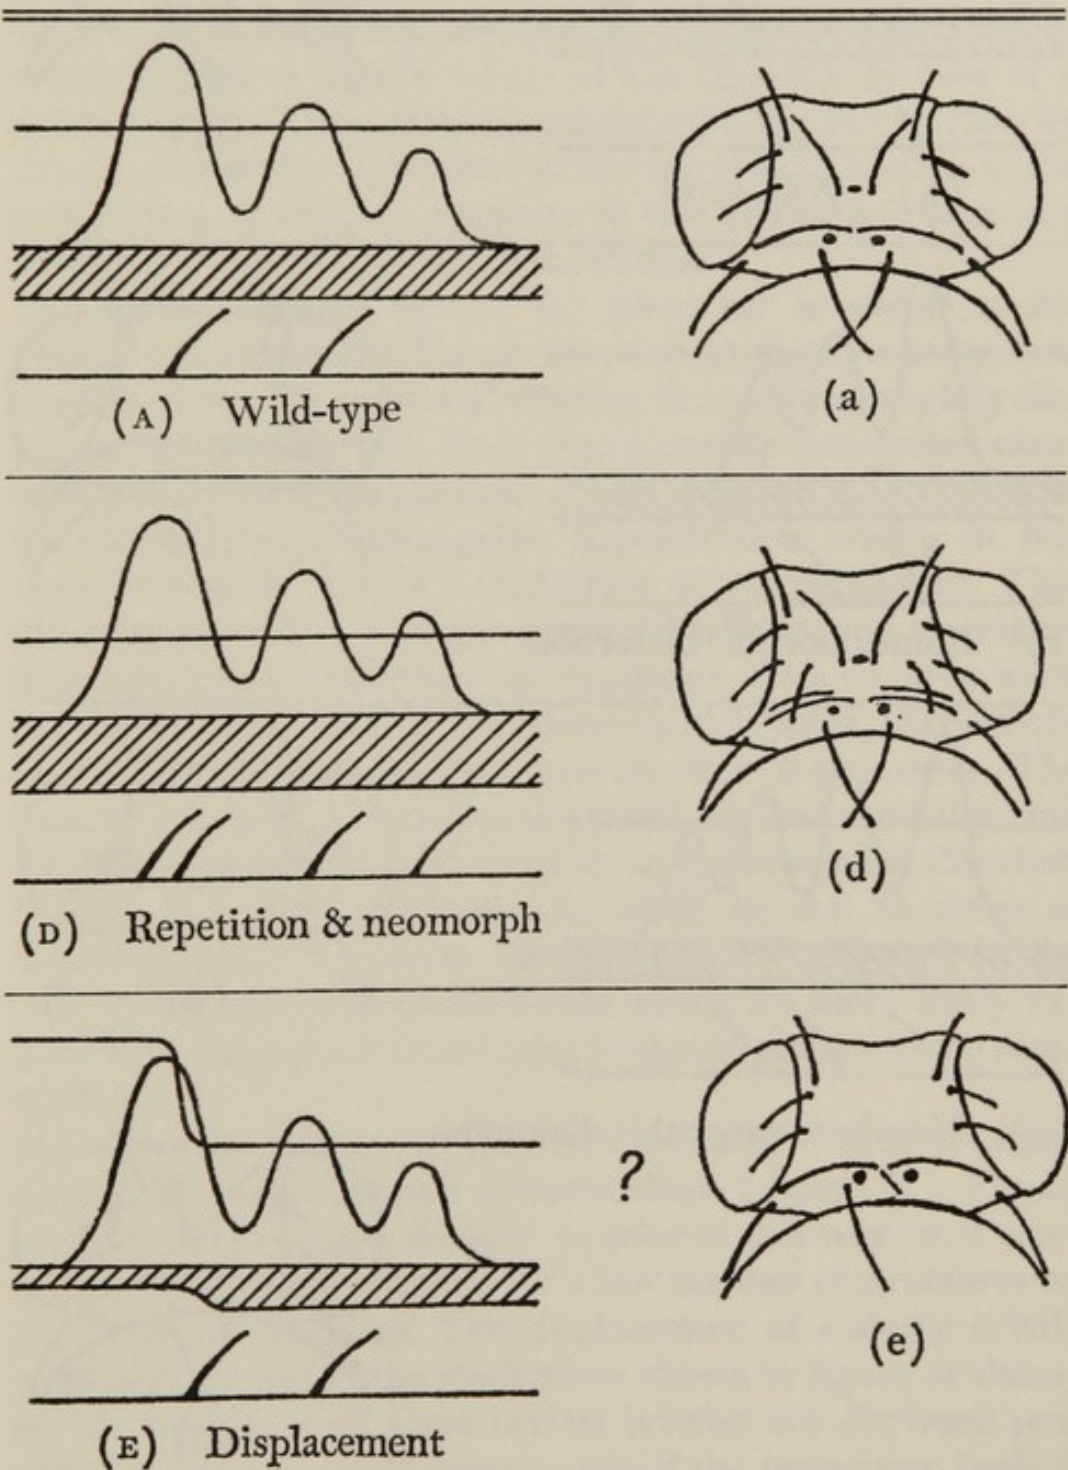 (A) Wild-type
(a)
(D) Repetition & neomorph
(d)
?
(E) Displacement
(e)